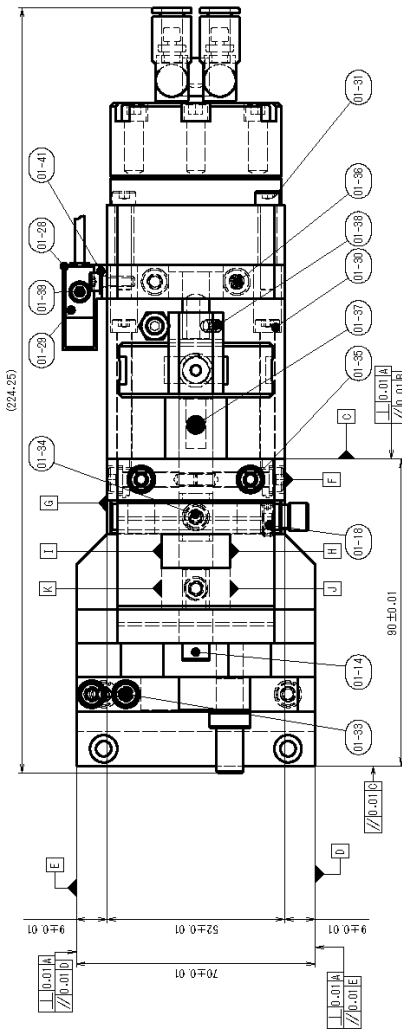 (224.25)
01-41
01-28
01-39
01-29
01-34
01-31
01-36
01-38
01-30
01-37
01-35
01-18
01-14
01-33
G
I
K
F
H
J
C
⊥ 0.01 A
// 0.01 B
90±0.01
// 0.01 C
E
D
9±0.01
52±0.01
9±0.01
70±0.01
⊥ 0.01 A
// 0.01 D
⊥ 0.01 A
// 0.01 E